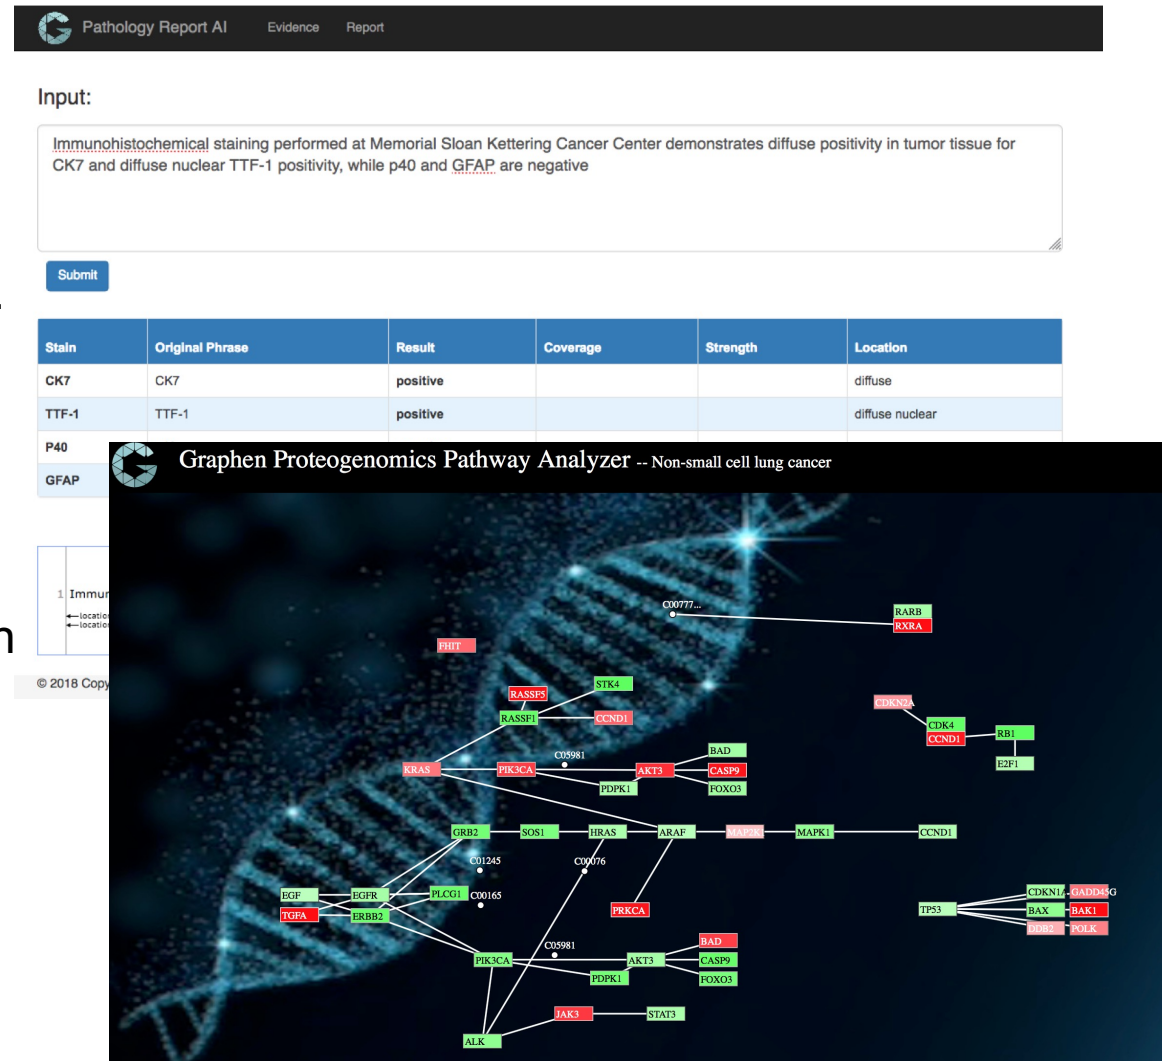 Pathology Report AI Evidence Report
Input:
Immunohistochemical staining performed at Memorial Sloan Kettering Cancer Center demonstrates diffuse positivity in tumor tissue for
CK7 and diffuse nuclear TTF-1 positivity, while p40 and GFAP are negative
Submit
Stain Original Phrase Result Coverage Strength Location
CK7 CK7 positive diffuse
TTF-1 TTF-1 positive diffuse nuclear
P40
GFAP
1 Immur
location
location
n
© 2018 Copy
Graphen Proteogenomics Pathway Analyzer -- Non-small cell lung cancer
C00777...
RARB
RXRA
FHIT
STK4
RASSF5
RASSF1 CCND1
CDKN2A
CDK4
CCND1 RB1
E2F1
C05981
BAD
KRAS PIK3CA AKT3 CASP9
PDPK1 FOXO3
GRB2 SOS1 HRAS ARAF MAP2K MAPK1 CCND1
C01245 C00076
EGF EGFR PLCG1 C00165
TGFA ERBB2
PRKCA
CDKN1A GADD45G
TP53 BAX BAK1
DDB2 POLK
C05981
BAD
PIK3CA AKT3 CASP9
PDPK1 FOXO3
JAK3 STAT3
ALK